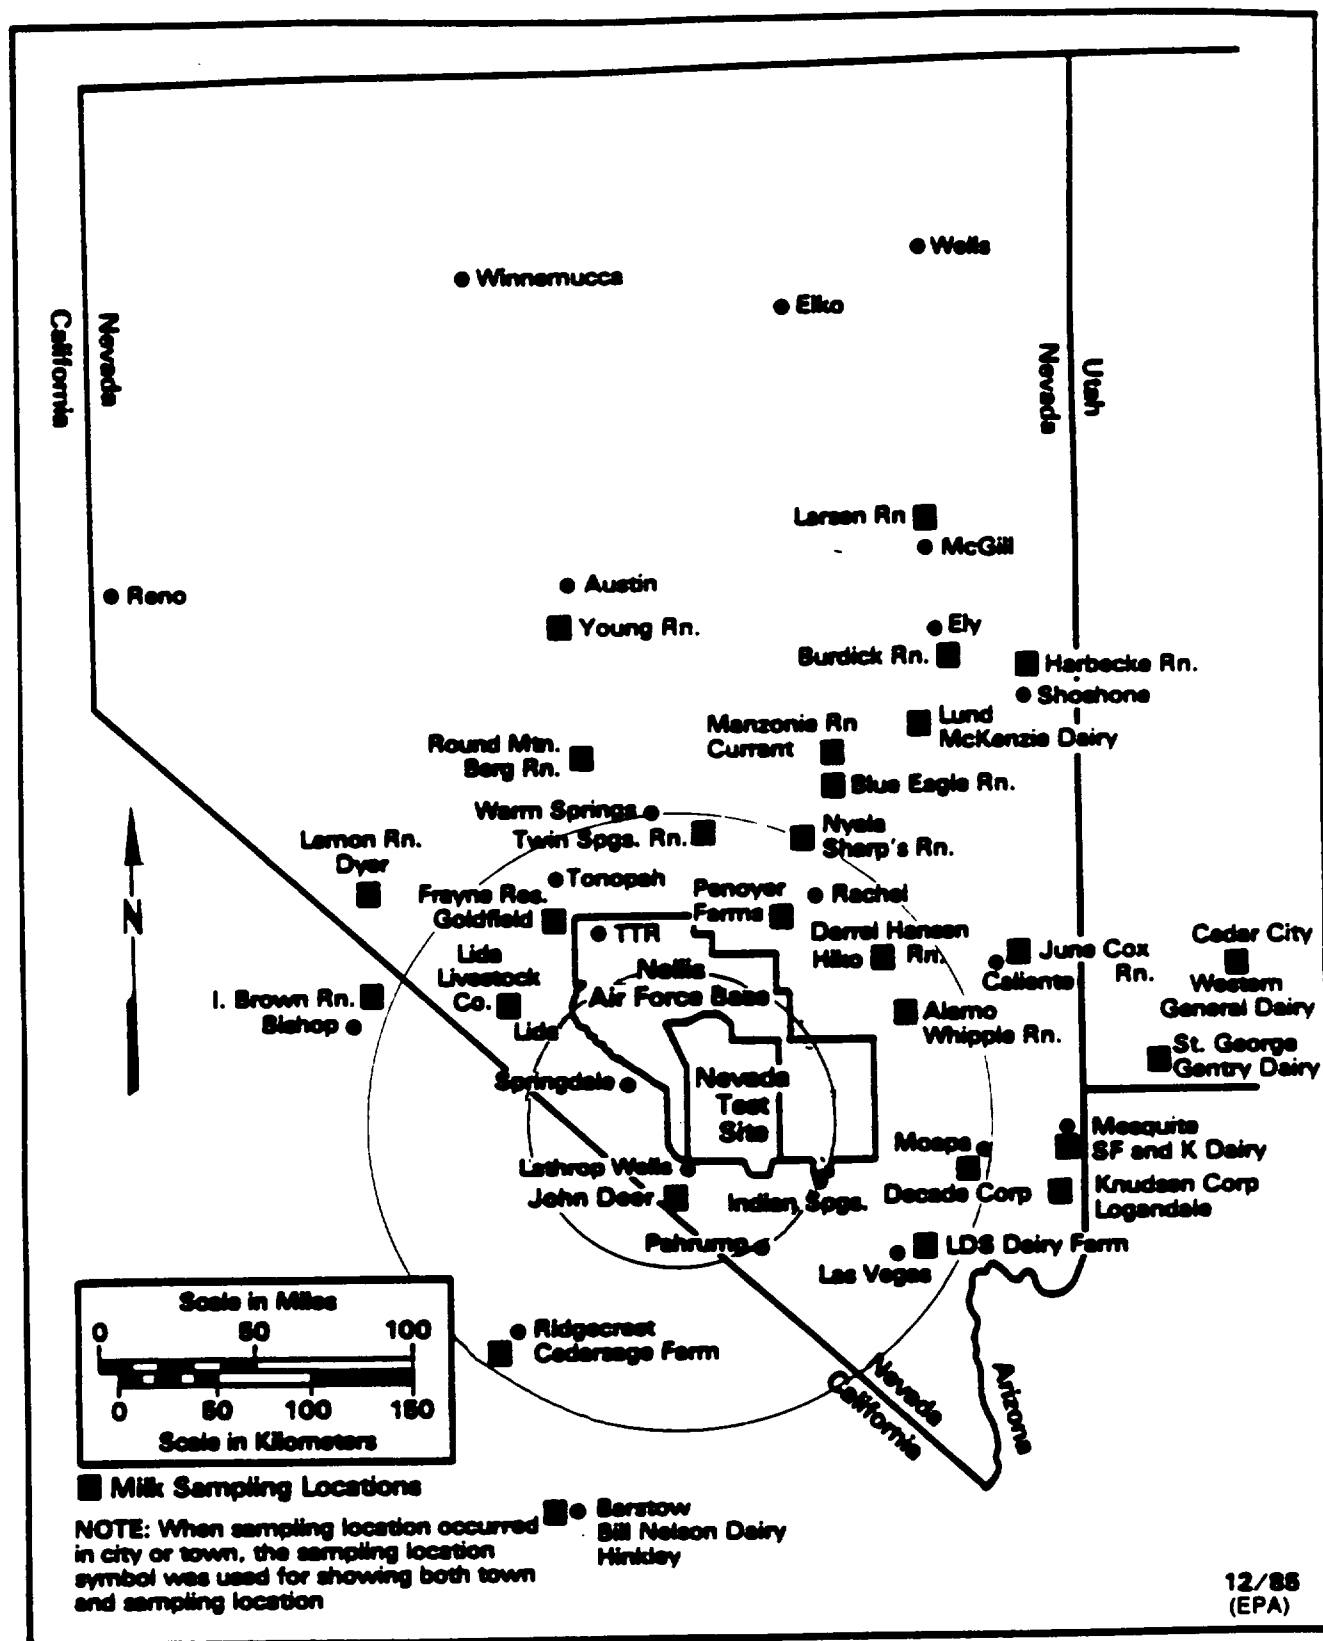 Wells
Winnemucca
Elko
Nevada
California
Nevada
Utah
Larsen Rn
McGill
Austin
Reno
Young Rn.
Ely
Burdick Rn.
Harbecke Rn.
Shoshone
Lund
McKenzie Dairy
Manzonie Rn
Currant
Round Mtn.
Berg Rn.
Blue Eagle Rn.
Warm Springs
Twin Spgs. Rn.
Nyala
Sharp's Rn.
Lemon Rn.
Dyer
Tonopah
Frayne Res.
Goldfield
Penoyer
Farms
Rachel
N
TTR
Darrel Hansen
Hiko Rn.
June Cox
Rn.
Caliente
Cedar City
Western
General Dairy
Lida
Livestock
Co.
Lida
Nellis
Air Force Base
I. Brown Rn.
Bishop
Alamo
Whipple Rn.
St. George
Gentry Dairy
Springdale
Nevada
Test
Site
Mesquite
SF and K Dairy
Moapa
Decade Corp
Knudsen Corp
Logandale
Lathrop Wells
John Deer
Indian Spgs.
Pahrump
LDS Dairy Farm
Las Vegas
Scale in Miles
0 50 100
0 50 100 150
Scale in Kilometers
Ridgecrest
Cedarsage Farm
Nevada
California
Arizona
Milk Sampling Locations
NOTE: When sampling location occurred
in city or town, the sampling location
symbol was used for showing both town
and sampling location
Barstow
Bill Nelson Dairy
Hinkley
12/85
(EPA)